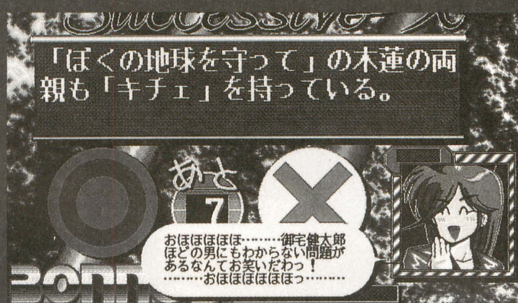 Successive
「ぼくの地球を守って」の木蓮の両
親も「キチェ」を持っている。
あと
7
おほほほほほ………御宅健太郎
ほどの男にもわからない問題が
あるなんてお笑いだわっ！
………おほほほほほほっ………